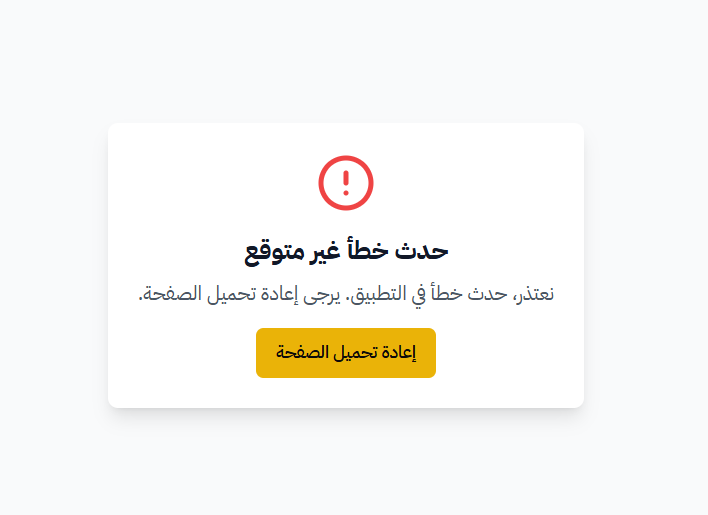 حدث خطأ غير متوقع
نعتذر، حدث خطأ في التطبيق. يرجى إعادة تحميل الصفحة.
إعادة تحميل الصفحة